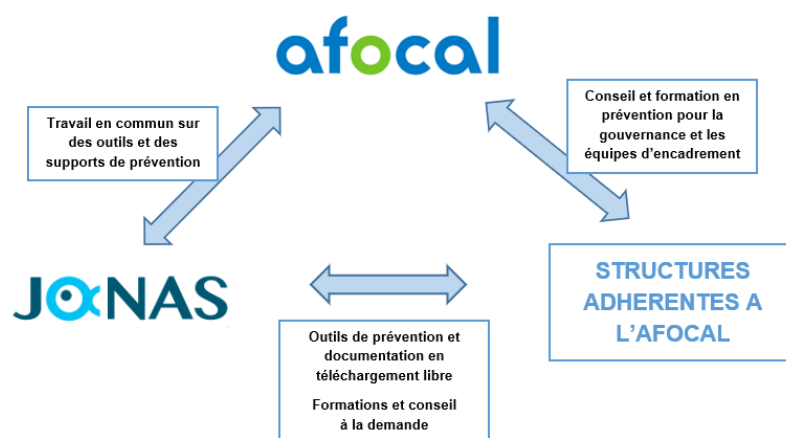 afocal
Travail en commun sur
des outils et des
supports de prévention
Conseil et formation en
prévention pour la
gouvernance et les
équipes d'encadrement
JONAS
STRUCTURES
ADHERENTES A
L'AFOCAL
Outils de prévention et
documentation en
téléchargement libre
Formations et conseil
à la demande